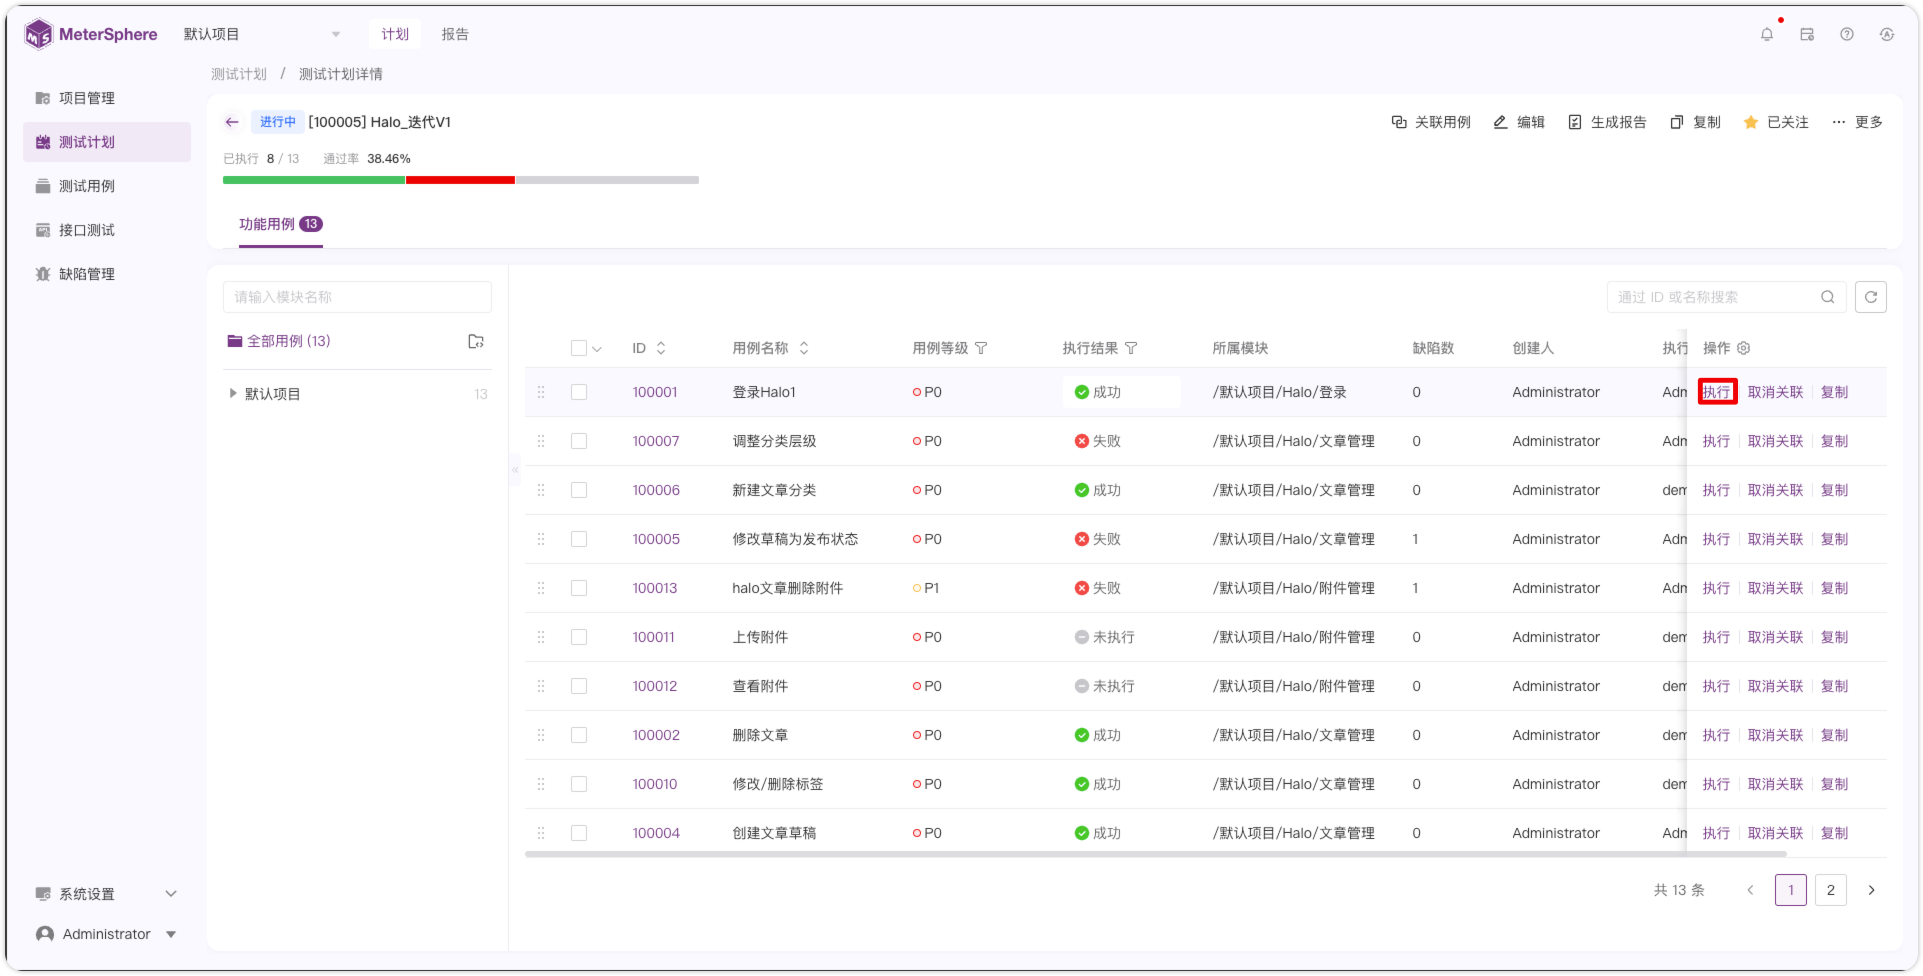 MeterSphere
默认项目
计划
报告
测试计划 / 测试计划详情
项目管理
测试计划
测试用例
接口测试
缺陷管理
进行中 [100005] Halo_迭代V1
关联用例 编辑 生成报告 复制 已关注 更多
已执行 8 / 13 通过率 38.46%
功能用例 13
请输入模块名称
通过 ID 或名称搜索
全部用例 (13)
默认项目 13
ID 用例名称 用例等级 执行结果 所属模块 缺陷数 创建人 执行 操作
100001 登录Halo1 P0 成功 /默认项目/Halo/登录 0 Administrator Adm 执行 取消关联 复制
100007 调整分类层级 P0 失败 /默认项目/Halo/文章管理 0 Administrator Adm 执行 取消关联 复制
100006 新建文章分类 P0 成功 /默认项目/Halo/文章管理 0 Administrator dem 执行 取消关联 复制
100005 修改草稿为发布状态 P0 失败 /默认项目/Halo/文章管理 1 Administrator Adm 执行 取消关联 复制
100013 halo文章删除附件 P1 失败 /默认项目/Halo/附件管理 1 Administrator Adm 执行 取消关联 复制
100011 上传附件 P0 未执行 /默认项目/Halo/附件管理 0 Administrator dem 执行 取消关联 复制
100012 查看附件 P0 未执行 /默认项目/Halo/附件管理 0 Administrator dem 执行 取消关联 复制
100002 删除文章 P0 成功 /默认项目/Halo/文章管理 0 Administrator dem 执行 取消关联 复制
100010 修改/删除标签 P0 成功 /默认项目/Halo/文章管理 0 Administrator dem 执行 取消关联 复制
100004 创建文章草稿 P0 成功 /默认项目/Halo/文章管理 0 Administrator Adm 执行 取消关联 复制
共 13 条 1 2
系统设置
Administrator